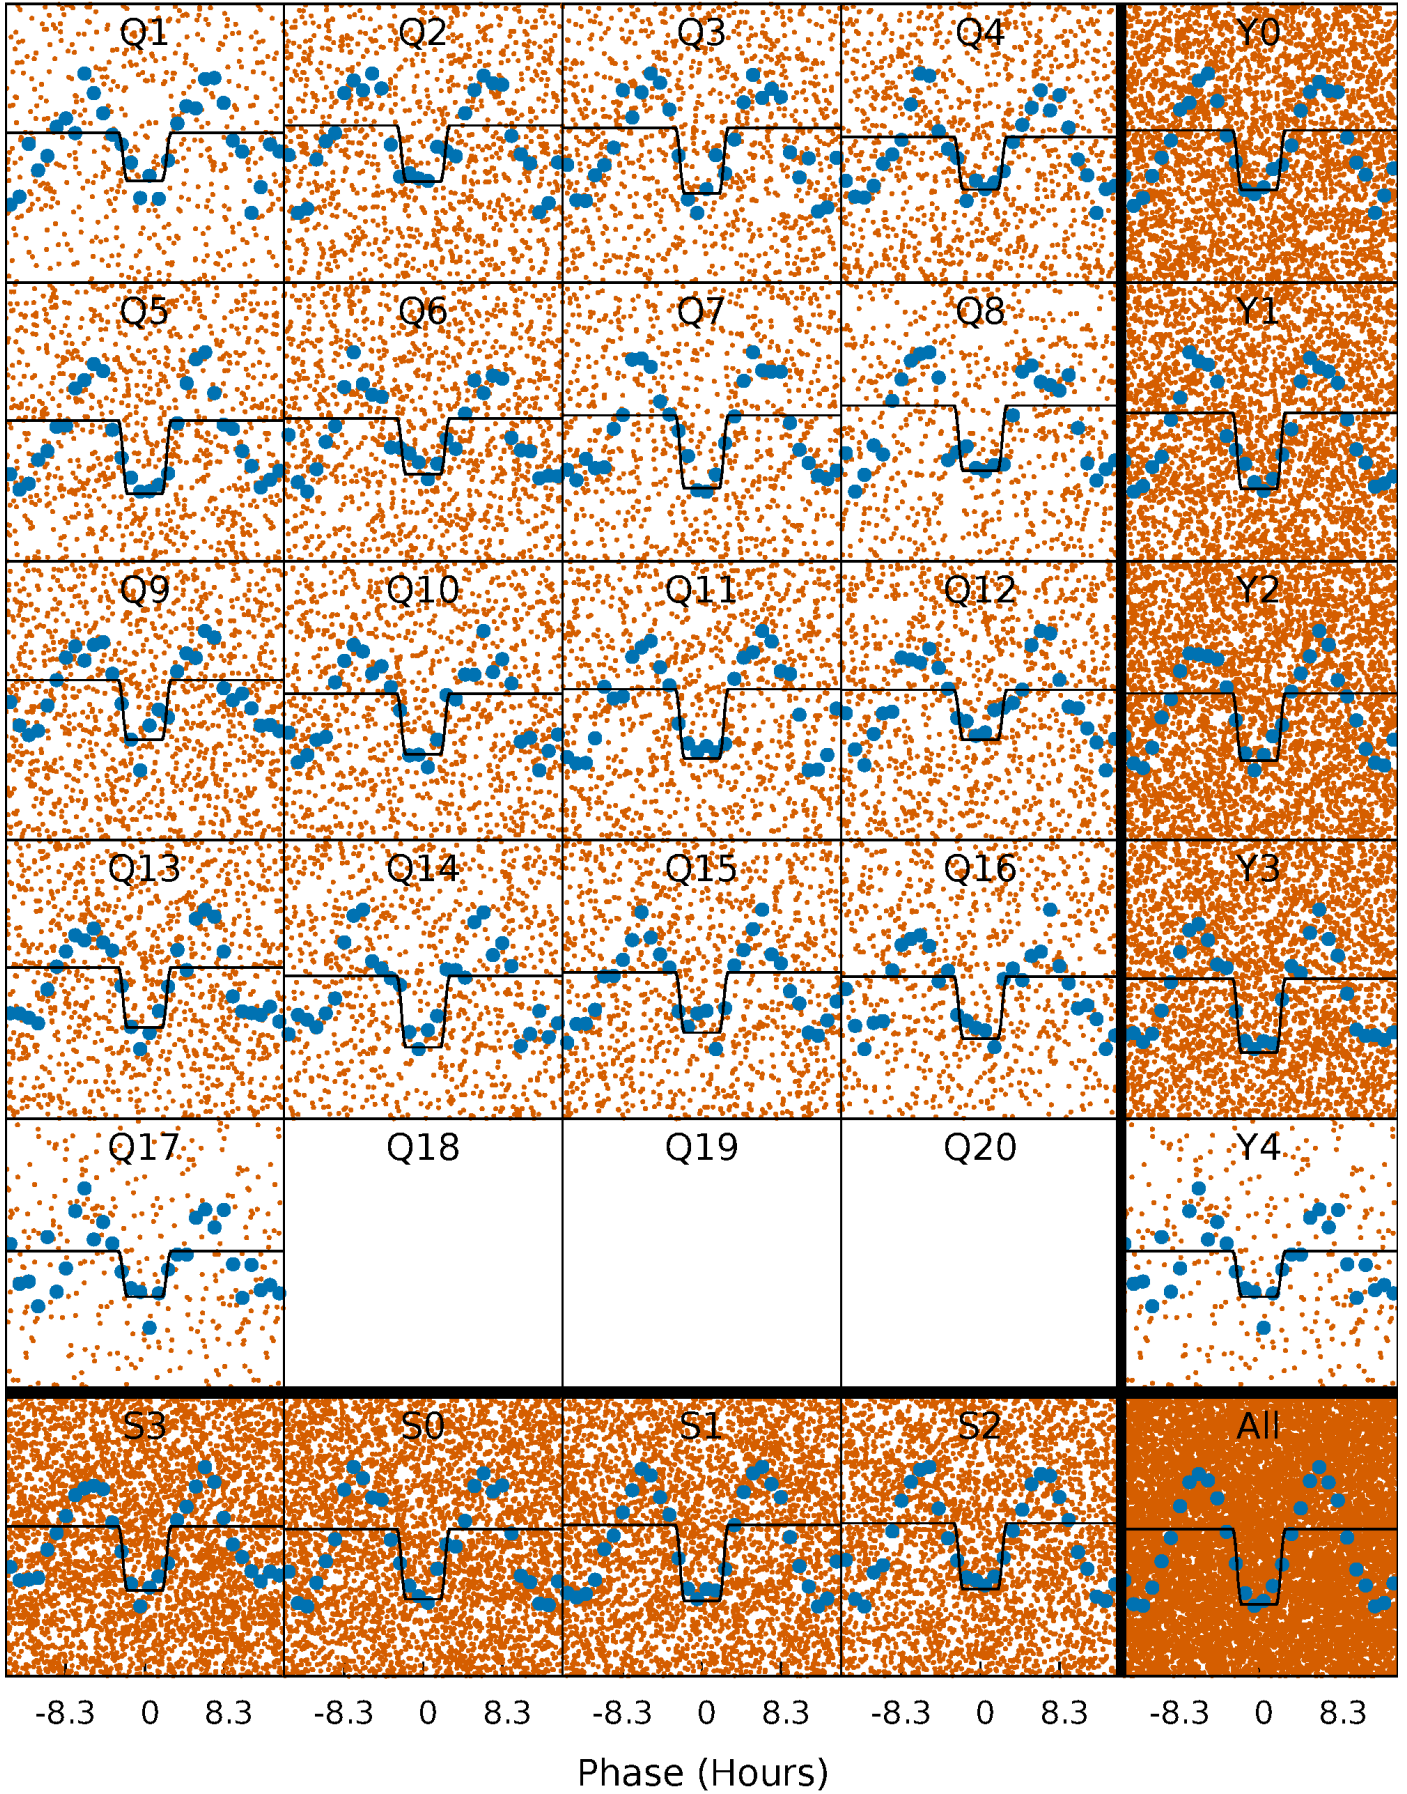 Q1 Q2 Q3 Q4 Y0
Q5 Q6 Q7 Q8 Y1
Q9 Q10 Q11 Q12 Y2
Q13 Q14 Q15 Q16 Y3
Q17 Q18 Q19 Q20 Y4
S3 S0 S1 S2 All
-8.3 0 8.3 -8.3 0 8.3 -8.3 0 8.3 -8.3 0 8.3 -8.3 0 8.3
Phase (Hours)